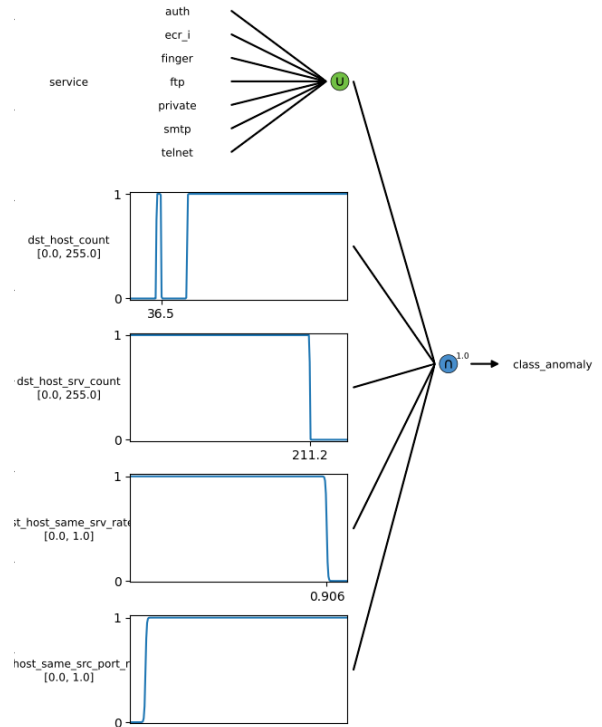 auth
ecr_i
finger
ftp
private
smtp
telnet
service
U
1
0
dst_host_count
[0.0, 255.0]
36.5
1
0
dst_host_srv_count
[0.0, 255.0]
211.2
∩
1.0
class_anomaly
1
0
st_host_same_srv_rate
[0.0, 1.0]
0.906
1
0
host_same_src_port_r
[0.0, 1.0]